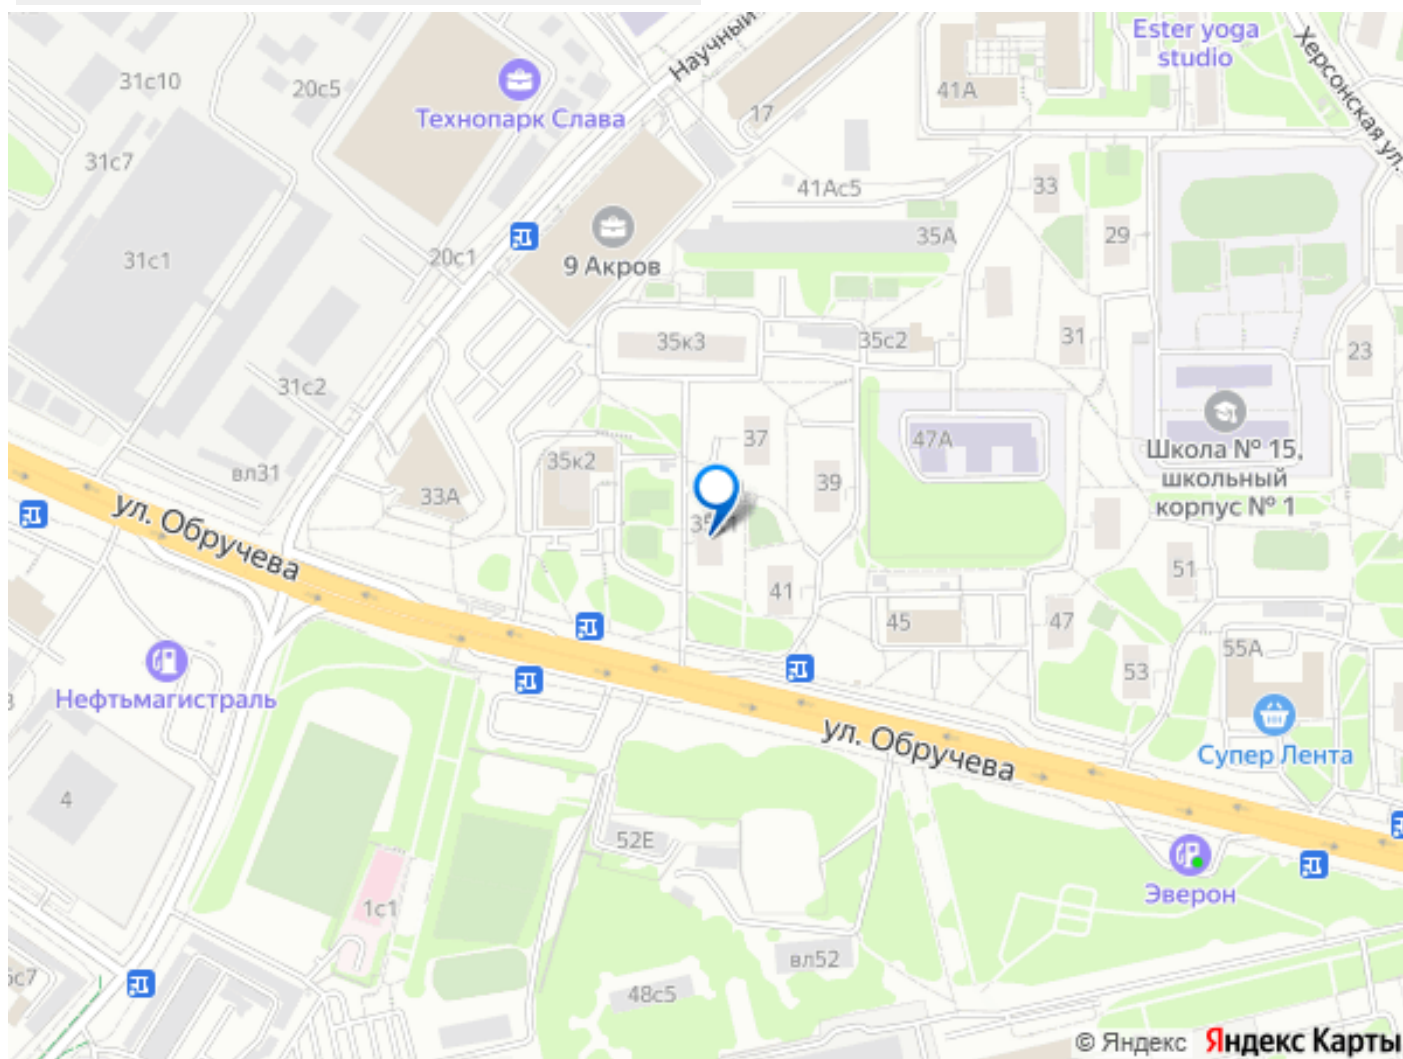 Ester yoga
studio
Научный
Херсонская ул.
31с10
20с5
Технопарк Слава
17
41А
31с7
41Ас5
33
29
35А
31с1
20с1
9 Акров
35к3
35с2
31
23
31с2
37
47А
Школа № 15,
школьный
корпус № 1
вл31
33А
35к2
39
ул. Обручева
41
45
47
51
53
55А
Нефтьмагистраль
ул. Обручева
Супер Лента
4
52Е
Эверон
1с1
вл52
48с5
© Яндекс Яндекс Карты